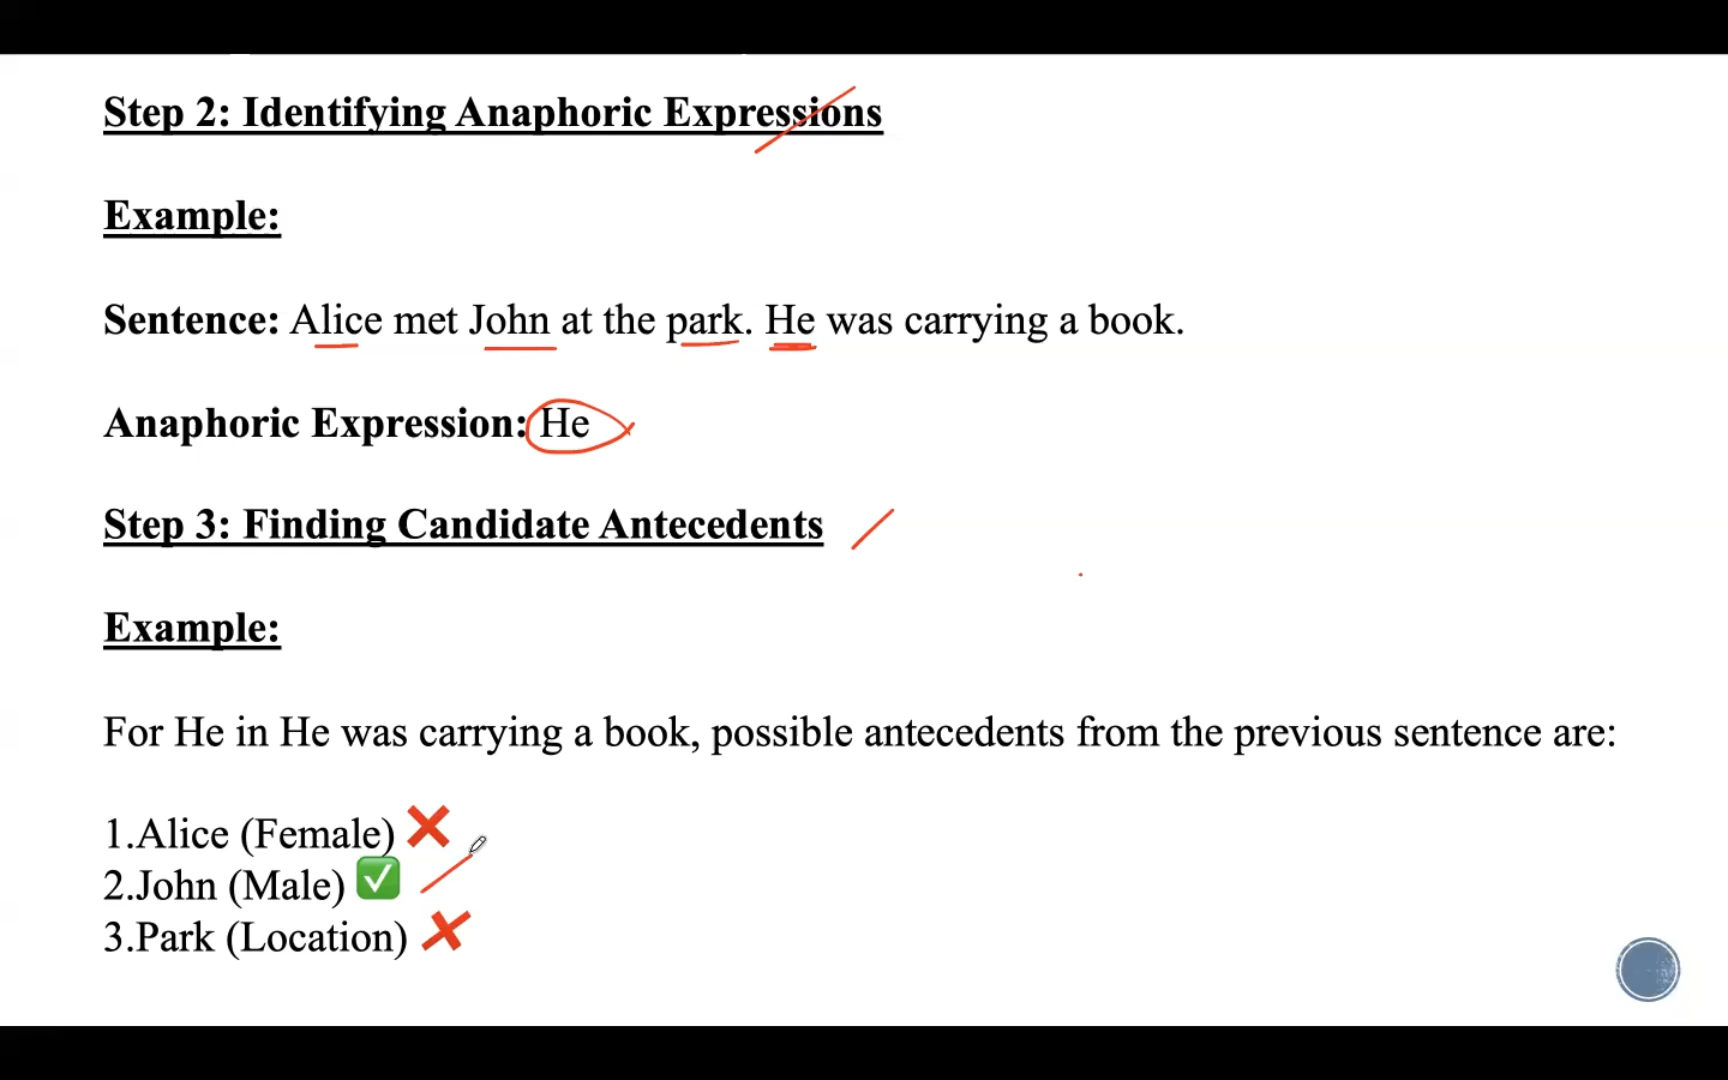 Step 2: Identifying Anaphoric Expressions
Example:
Sentence: Alice met John at the park. He was carrying a book.
Anaphoric Expression: He
Step 3: Finding Candidate Antecedents
Example:
For He in He was carrying a book, possible antecedents from the previous sentence are:
1.Alice (Female) ❌
2.John (Male) ✅
3.Park (Location) ❌